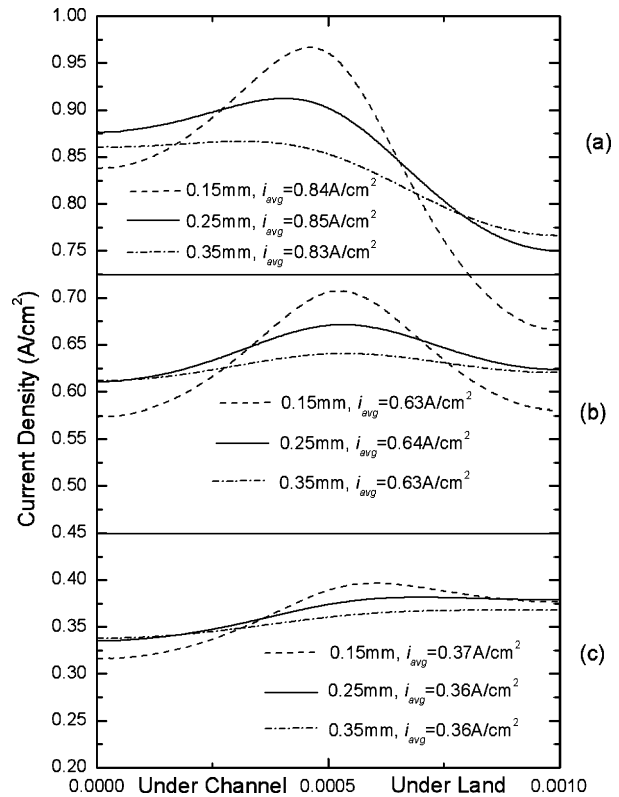 1.00
0.95
0.90
0.85
0.80
0.75
0.70
0.65
0.60
0.55
0.50
0.45
0.40
0.35
0.30
0.25
0.20
Current Density (A/cm²)
0.15mm, i_avg=0.84A/cm²
0.25mm, i_avg=0.85A/cm²
0.35mm, i_avg=0.83A/cm²
(a)
0.15mm, i_avg=0.63A/cm²
0.25mm, i_avg=0.64A/cm²
0.35mm, i_avg=0.63A/cm²
(b)
0.15mm, i_avg=0.37A/cm²
0.25mm, i_avg=0.36A/cm²
0.35mm, i_avg=0.36A/cm²
(c)
0.0000 Under Channel 0.0005 Under Land 0.0010